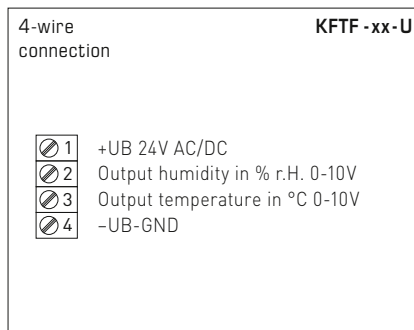 4-wire connection KFTF - xx - U
1 +UB 24V AC/DC
2 Output humidity in % r.H. 0-10V
3 Output temperature in °C 0-10V
4 –UB-GND